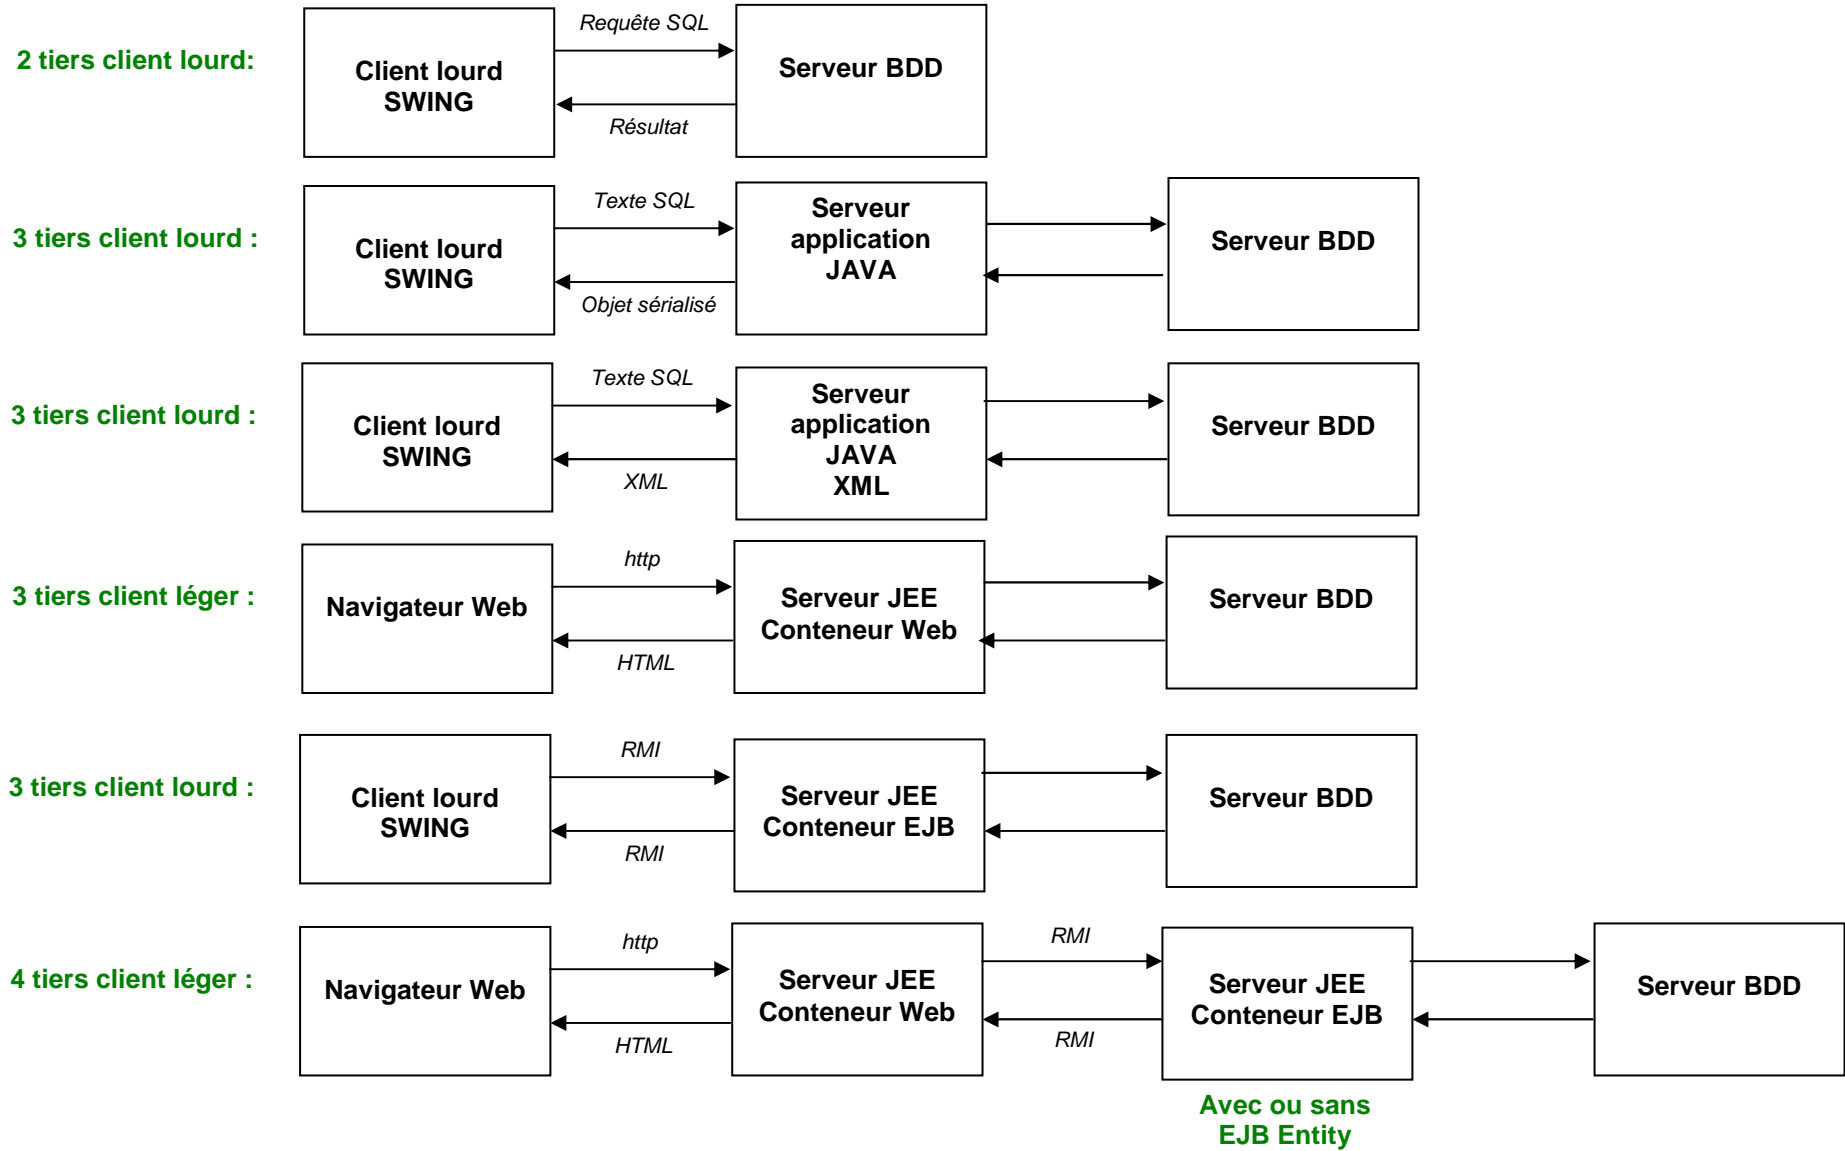 Requête SQL
2 tiers client lourd:
Client lourd
SWING
Serveur BDD
Résultat
Texte SQL
3 tiers client lourd :
Client lourd
SWING
Serveur
application
JAVA
Serveur BDD
Objet sérialisé
Texte SQL
3 tiers client lourd :
Client lourd
SWING
Serveur
application
JAVA
XML
Serveur BDD
XML
http
3 tiers client léger :
Navigateur Web
Serveur JEE
Conteneur Web
Serveur BDD
HTML
RMI
3 tiers client lourd :
Client lourd
SWING
Serveur JEE
Conteneur EJB
Serveur BDD
RMI
http
RMI
4 tiers client léger :
Navigateur Web
Serveur JEE
Conteneur Web
Serveur JEE
Conteneur EJB
Serveur BDD
HTML
RMI
Avec ou sans
EJB Entity